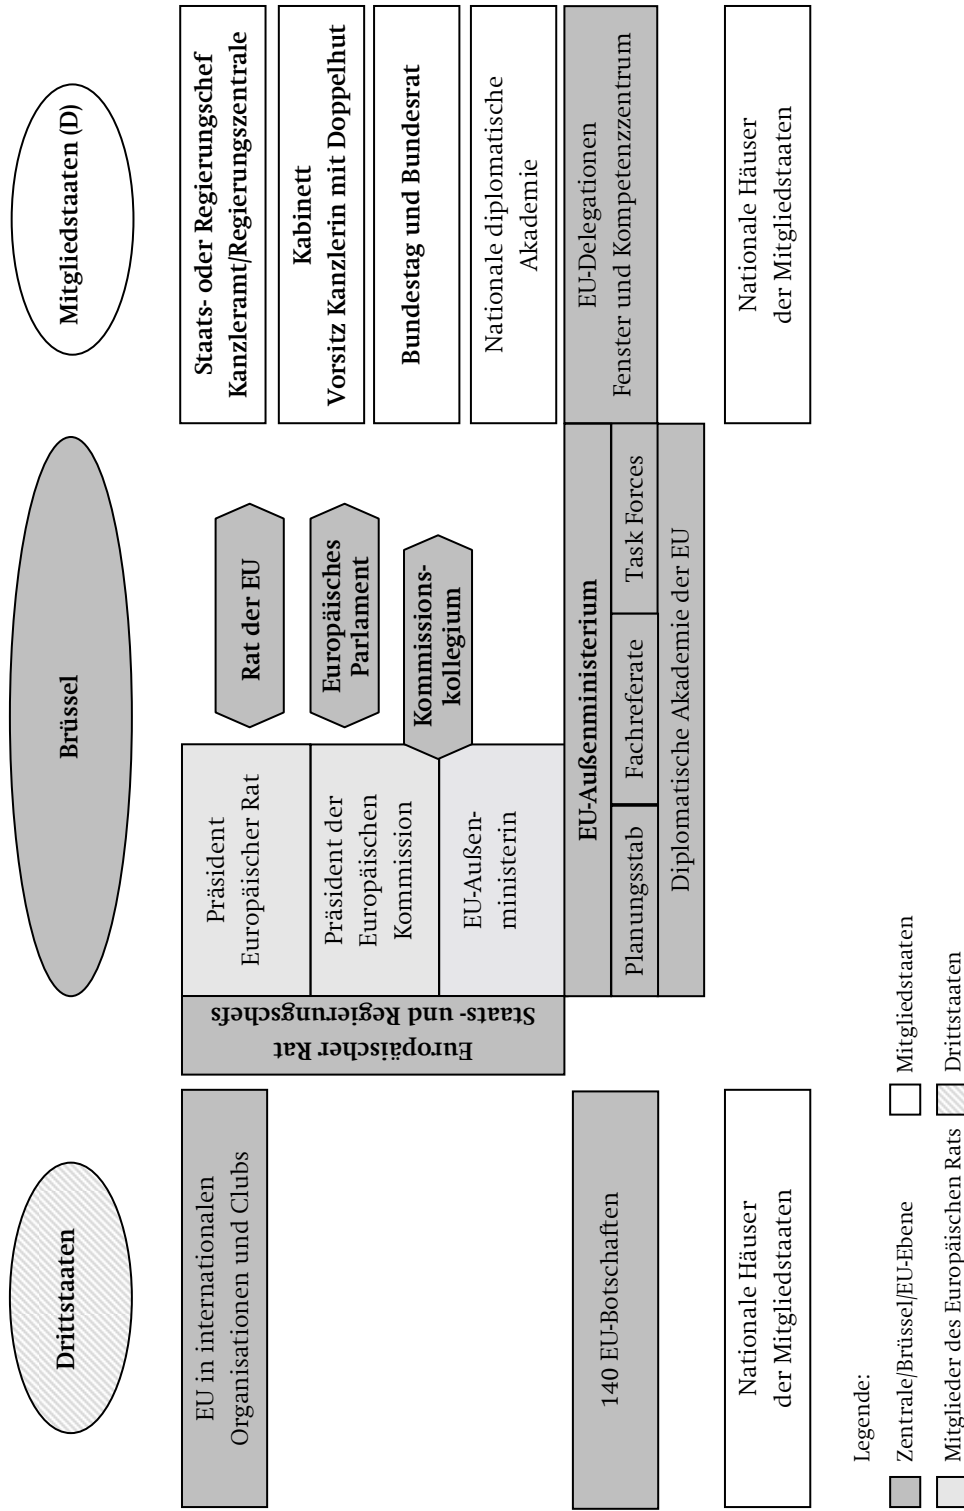 Drittstaaten
Brüssel
Mitgliedstaaten (D)
EU in internationalen
Organisationen und Clubs
Europäischer Rat
Staats- und Regierungschefs
Präsident
Europäischer Rat
Präsident der
Europäischen
Kommission
EU-Außen-
ministerin
Rat der EU
Europäisches
Parlament
Kommissions-
kollegium
Staats- oder Regierungschef
Kanzleramt/Regierungszentrale
Kabinett
Vorsitz Kanzlerin mit Doppelhut
Bundestag und Bundesrat
Nationale diplomatische
Akademie
140 EU-Botschaften
EU-Außenministerium
Planungsstab
Fachreferate
Task Forces
Diplomatische Akademie der EU
EU-Delegationen
Fenster und Kompetenzzentrum
Nationale Häuser
der Mitgliedstaaten
Nationale Häuser
der Mitgliedstaaten
Legende:
Zentrale/Brüssel/EU-Ebene
Mitgliedstaaten
Mitglieder des Europäischen Rats
Drittstaaten